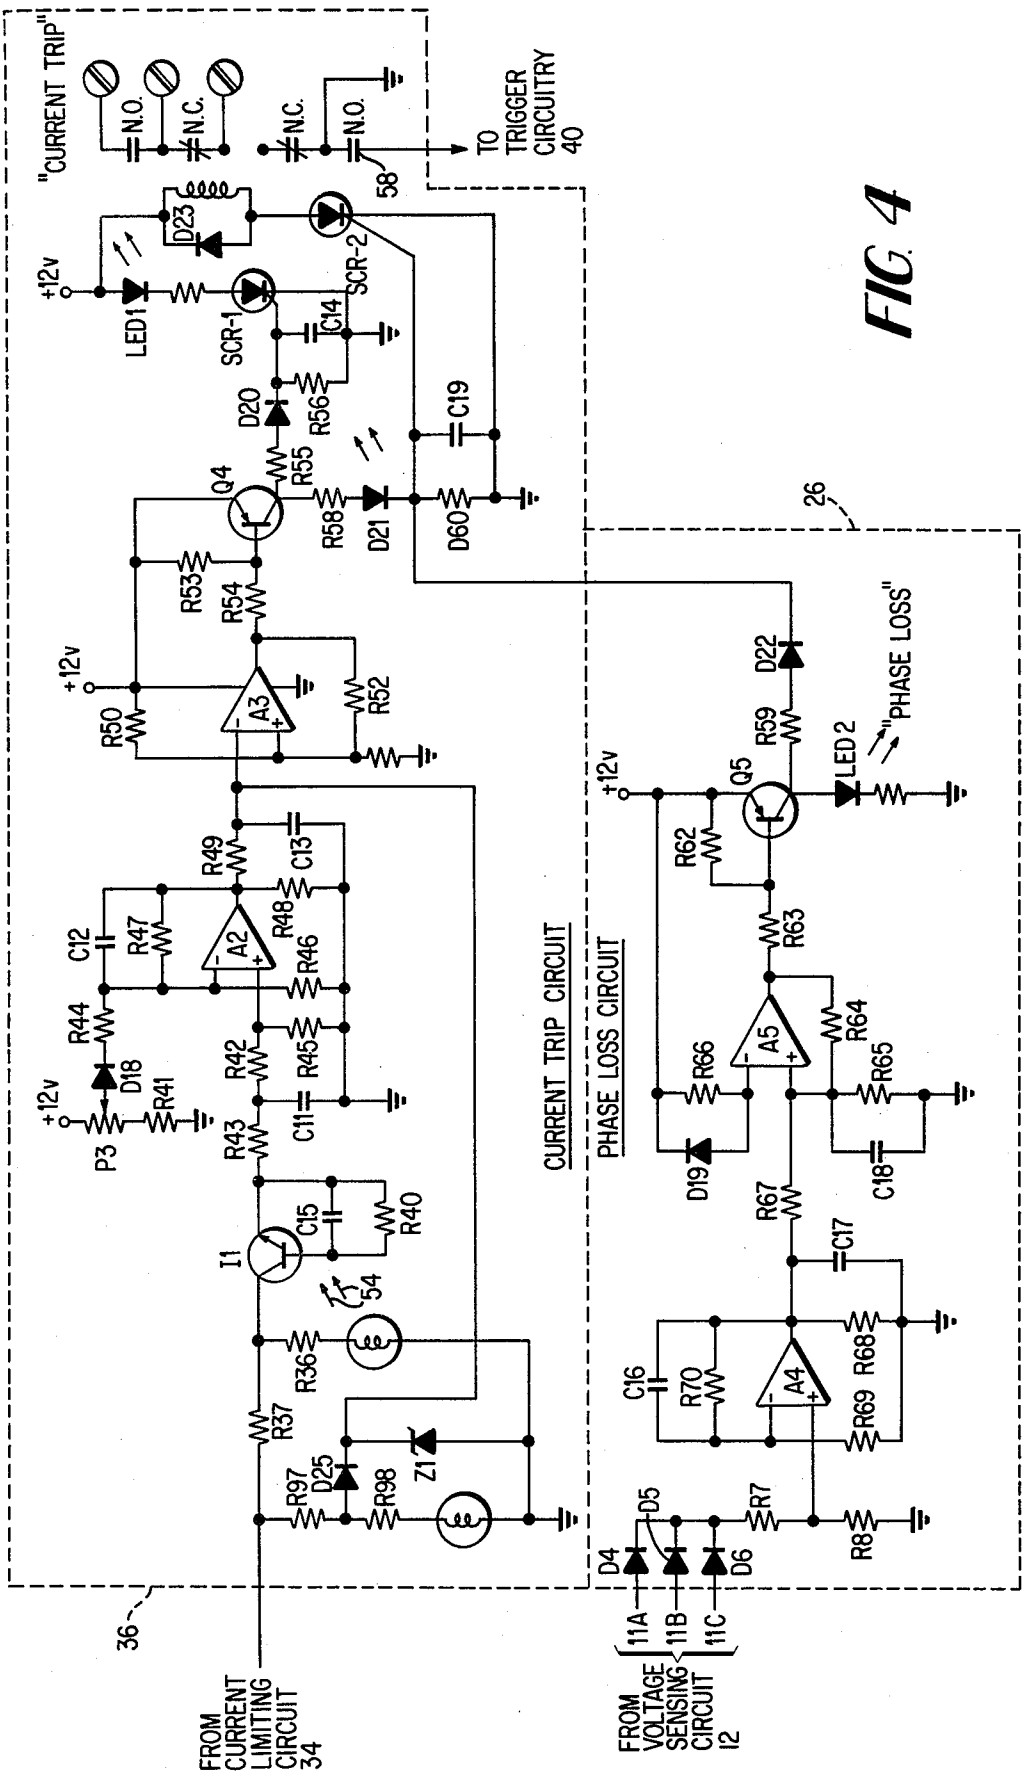 "CURRENT TRIP"
N.O.
N.C.
N.C.
N.O.
58
TO
TRIGGER
CIRCUITRY
40
+12v
LED1
D23
SCR-1
SCR-2
C14
D20
R56
R55
Q4
R58
D21
D60
C19
R53
R54
+12v
R50
A3
-
+
R52
C12
R47
R44
D18
+12v
P3
R41
A2
-
+
R49
C13
R48
R46
R45
R42
R43
C11
I1
C15
R40
54
R36
R37
R97
D25
R98
Z1
36
FROM
CURRENT
LIMITING
CIRCUIT
34
CURRENT TRIP CIRCUIT
PHASE LOSS CIRCUIT
26
FROM
VOLTAGE
SENSING
CIRCUIT
12
11A
11B
11C
D4
D5
D6
R7
R8
C16
R70
A4
-
+
R69
R68
C17
R67
D19
R66
A5
-
+
C18
R65
R64
R63
R62
+12v
Q5
R59
D22
LED2
"PHASE LOSS"
FIG. 4